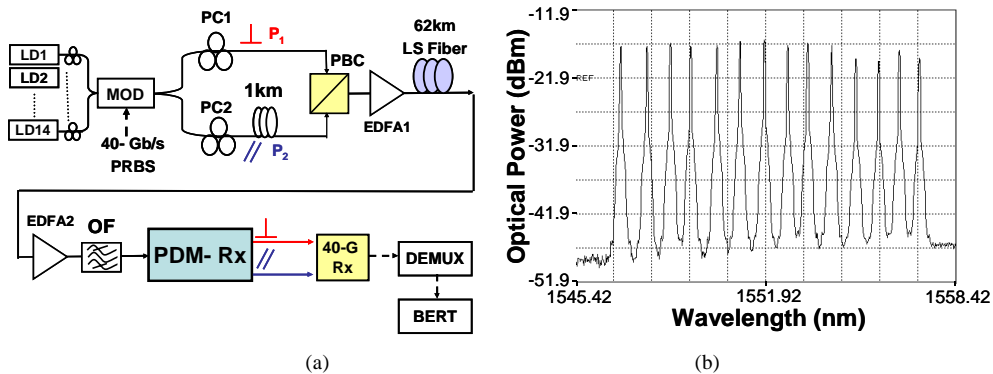 PC1
P1
62km
LS Fiber
LD1
LD2
LD14
MOD
PBC
1km
PC2
EDFA1
P2
40- Gb/s
PRBS
EDFA2
OF
PDM- Rx
40-G
Rx
DEMUX
BERT
(a)
Optical Power (dBm)
-11.9
-21.9
REF
-31.9
-41.9
-51.9
1545.42
1551.92
1558.42
Wavelength (nm)
(b)